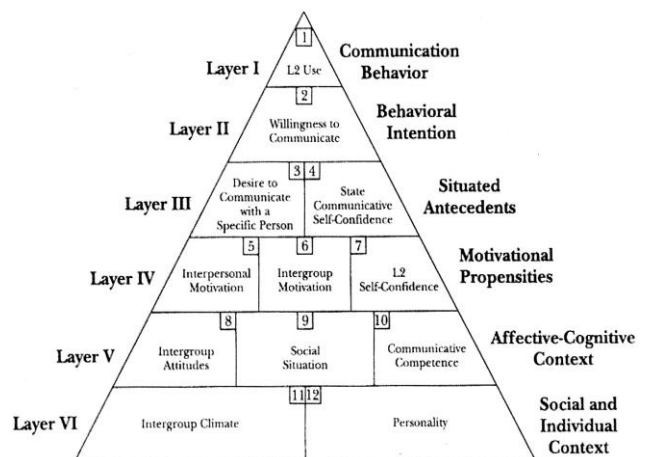 1
Layer I
L2 Use
Communication
Behavior
2
Layer II
Willingness to
Communicate
Behavioral
Intention
3 4
Layer III
Desire to
Communicate
with a
Specific Person
State
Communicative
Self-Confidence
Situated
Antecedents
5 6 7
Layer IV
Interpersonal
Motivation
Intergroup
Motivation
L2
Self-Confidence
Motivational
Propensities
8 9 10
Layer V
Intergroup
Attitudes
Social
Situation
Communicative
Competence
Affective-Cognitive
Context
11 12
Layer VI
Intergroup Climate
Personality
Social and
Individual
Context